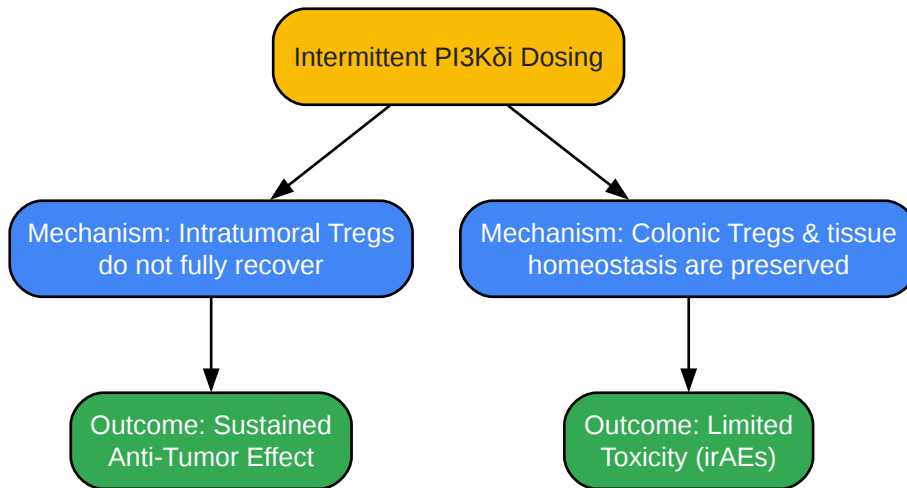 Intermittent PI3Kδi Dosing
Mechanism: Intratumoral Tregs
do not fully recover
Mechanism: Colonic Tregs & tissue
homeostasis are preserved
Outcome: Sustained
Anti-Tumor Effect
Outcome: Limited
Toxicity (irAEs)